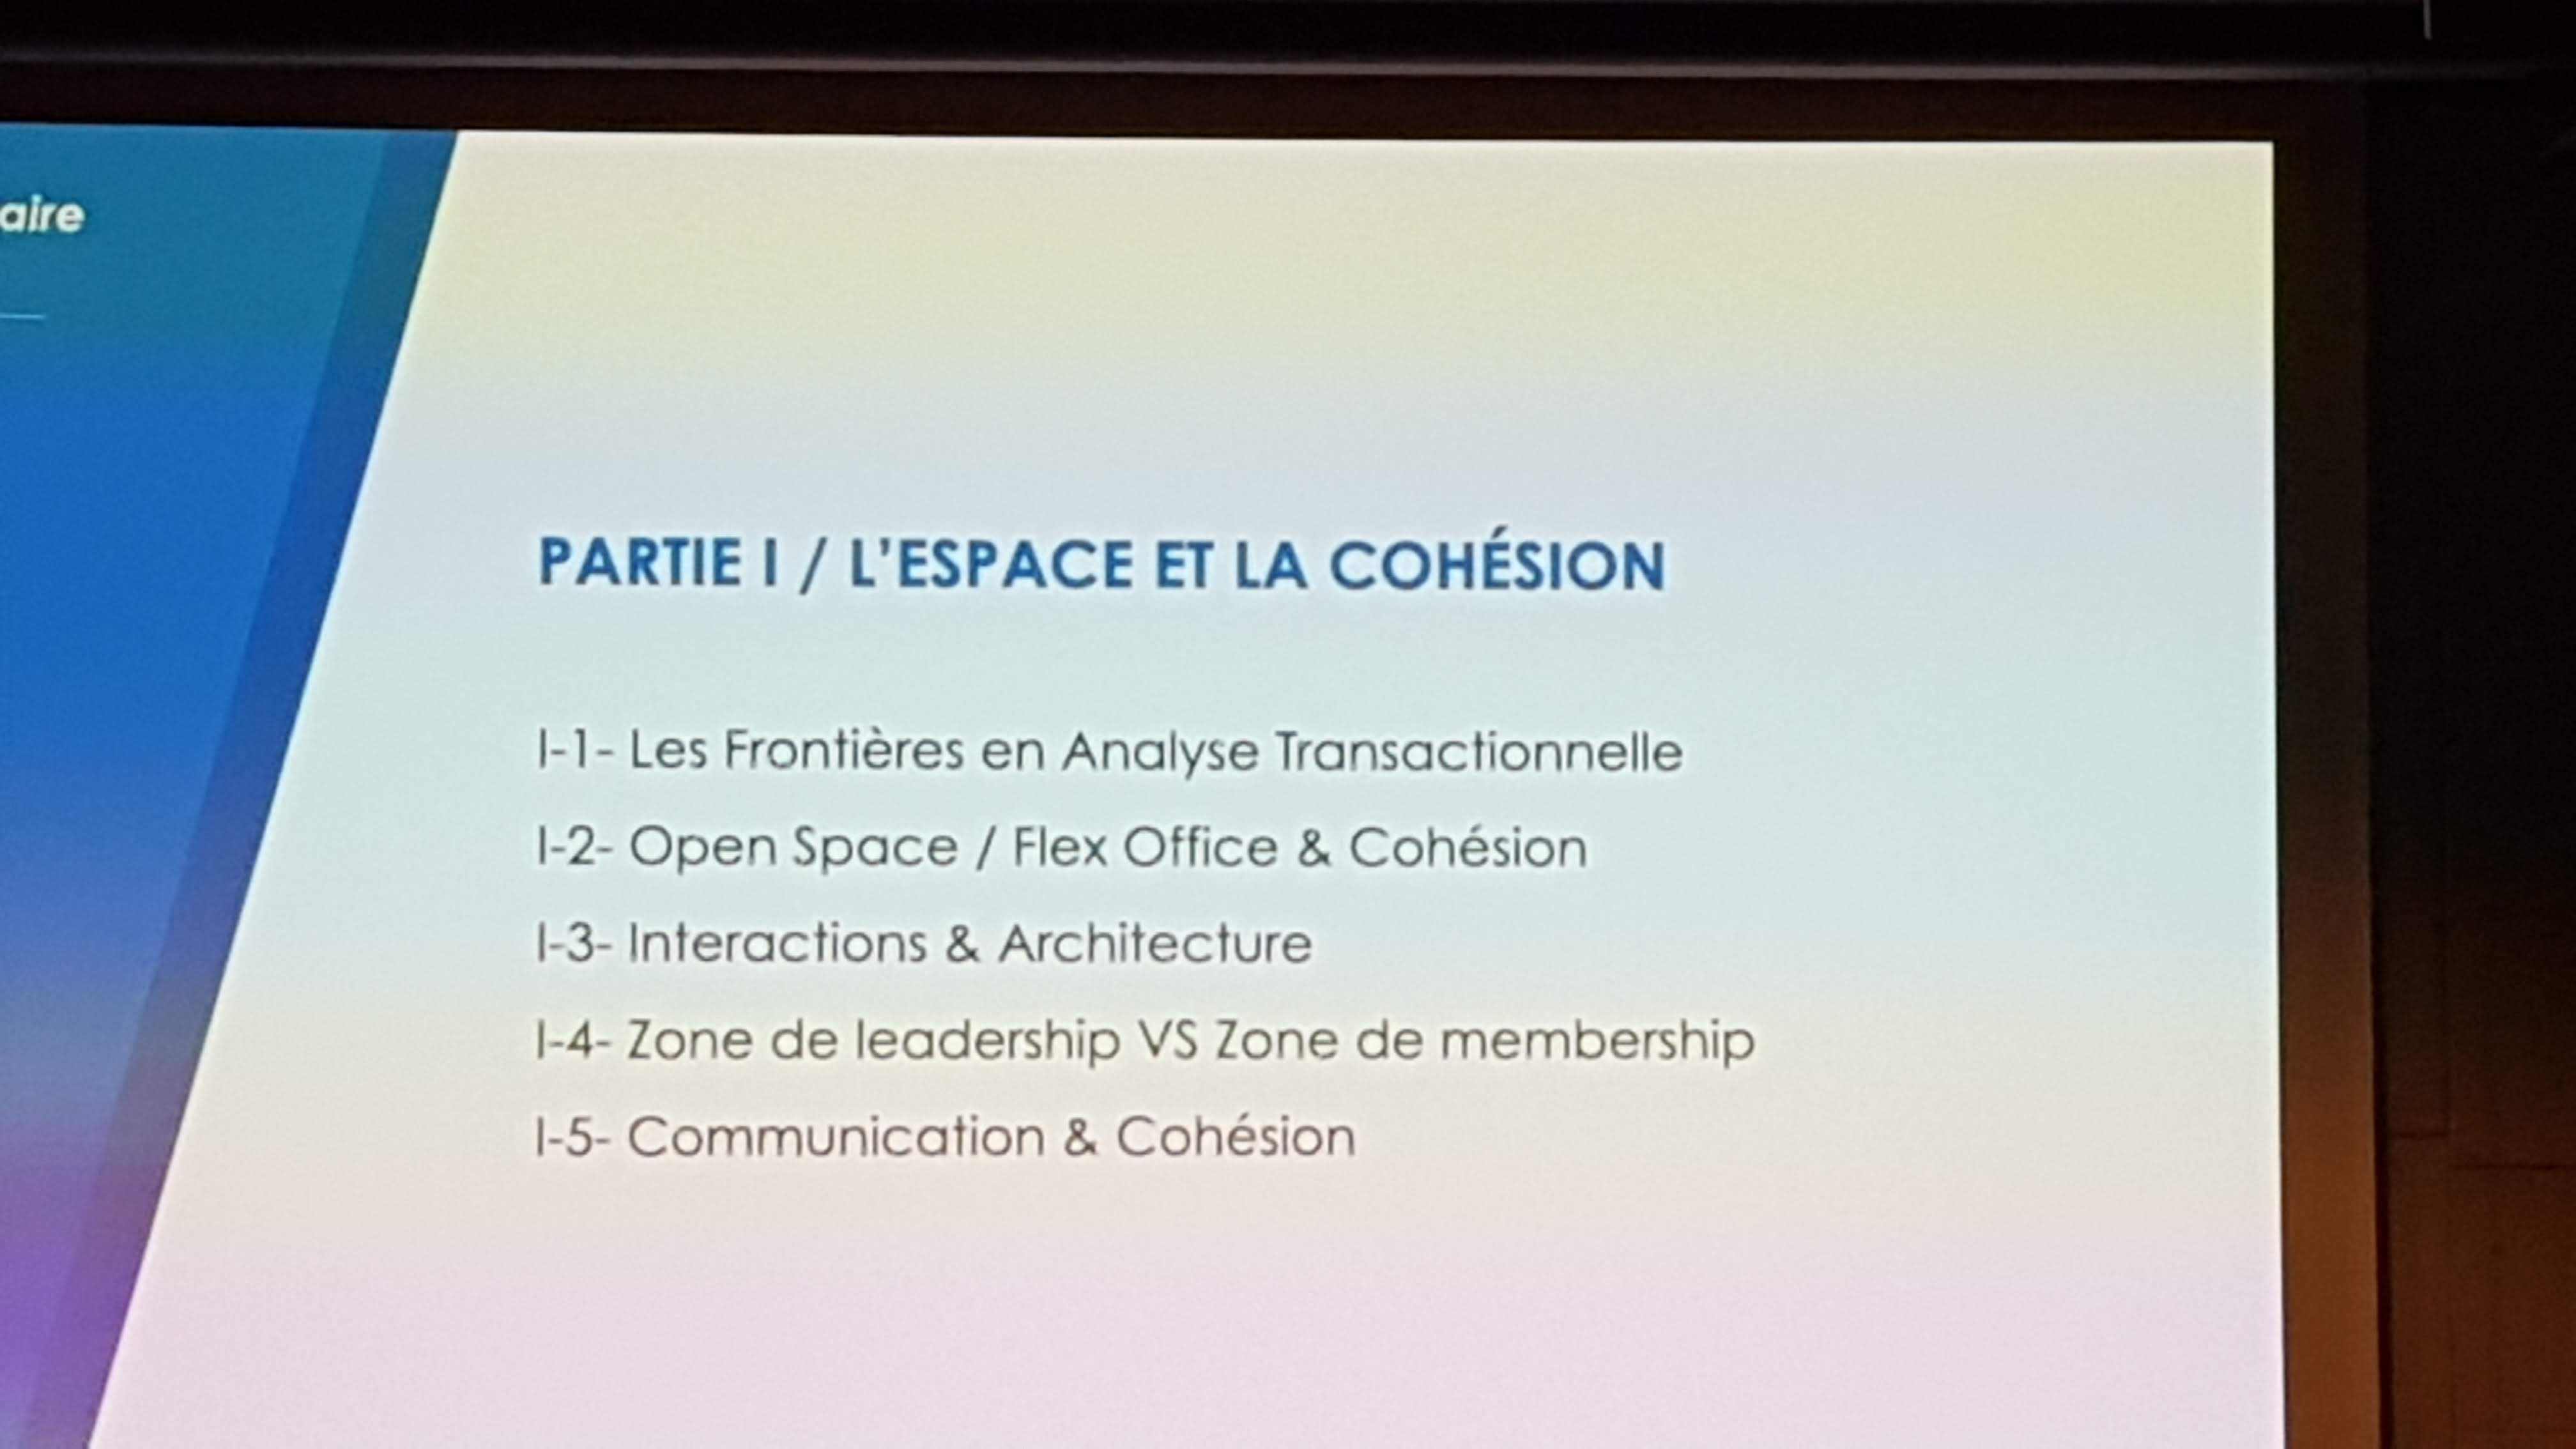 aire
PARTIE I / L'ESPACE ET LA COHÉSION
I-1- Les Frontières en Analyse Transactionnelle
I-2- Open Space / Flex Office & Cohésion
I-3- Interactions & Architecture
I-4- Zone de leadership VS Zone de membership
I-5- Communication & Cohésion